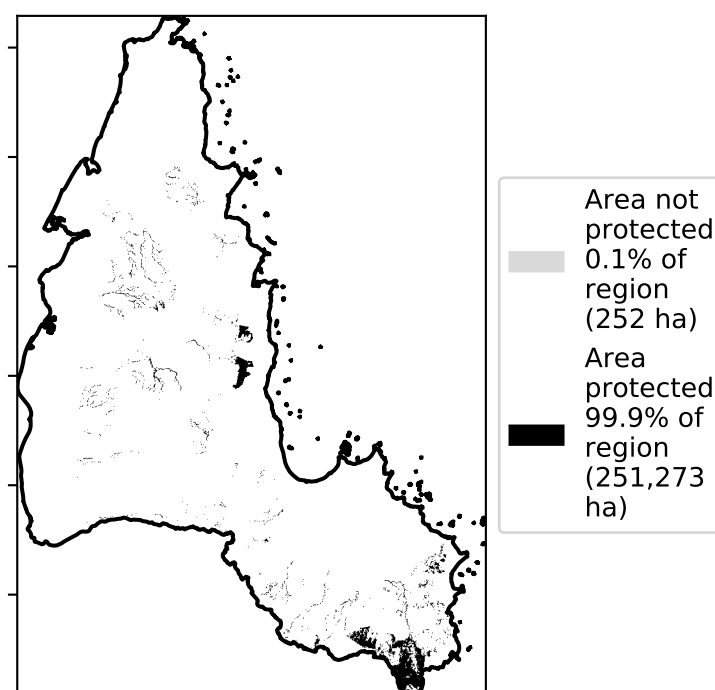 Area not
protected
0.1% of
region
(252 ha)
Area
protected
99.9% of
region
(251,273
ha)